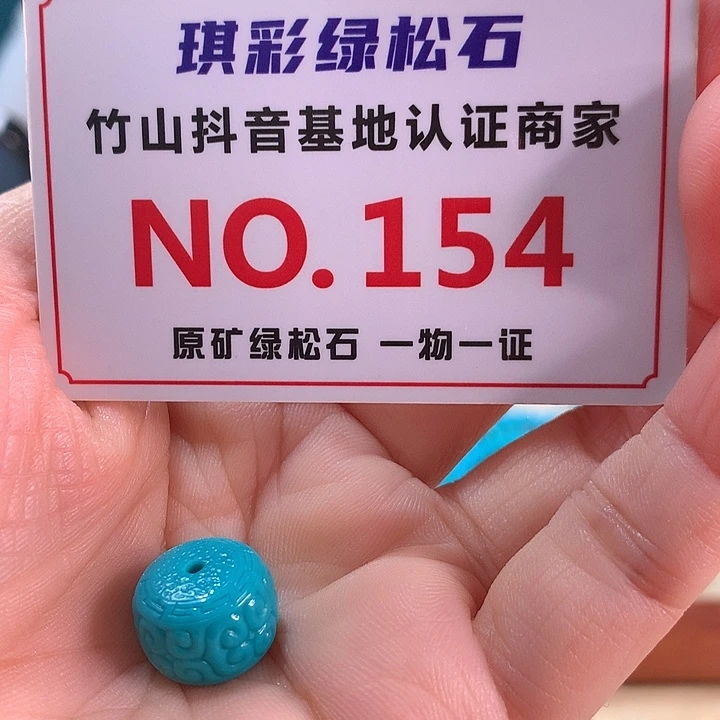 琪彩绿松石
竹山抖音基地认证商家
NO.154
原矿绿松石 一物一证